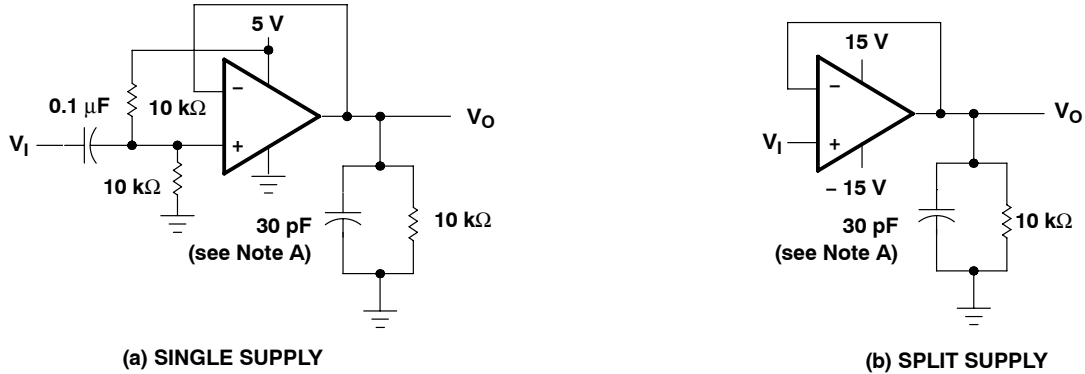 5 V
0.1 μF
10 kΩ
V_I
10 kΩ
−
+
V_O
30 pF
(see Note A)
10 kΩ
(a) SINGLE SUPPLY
15 V
−
+
V_I
– 15 V
V_O
30 pF
(see Note A)
10 kΩ
(b) SPLIT SUPPLY